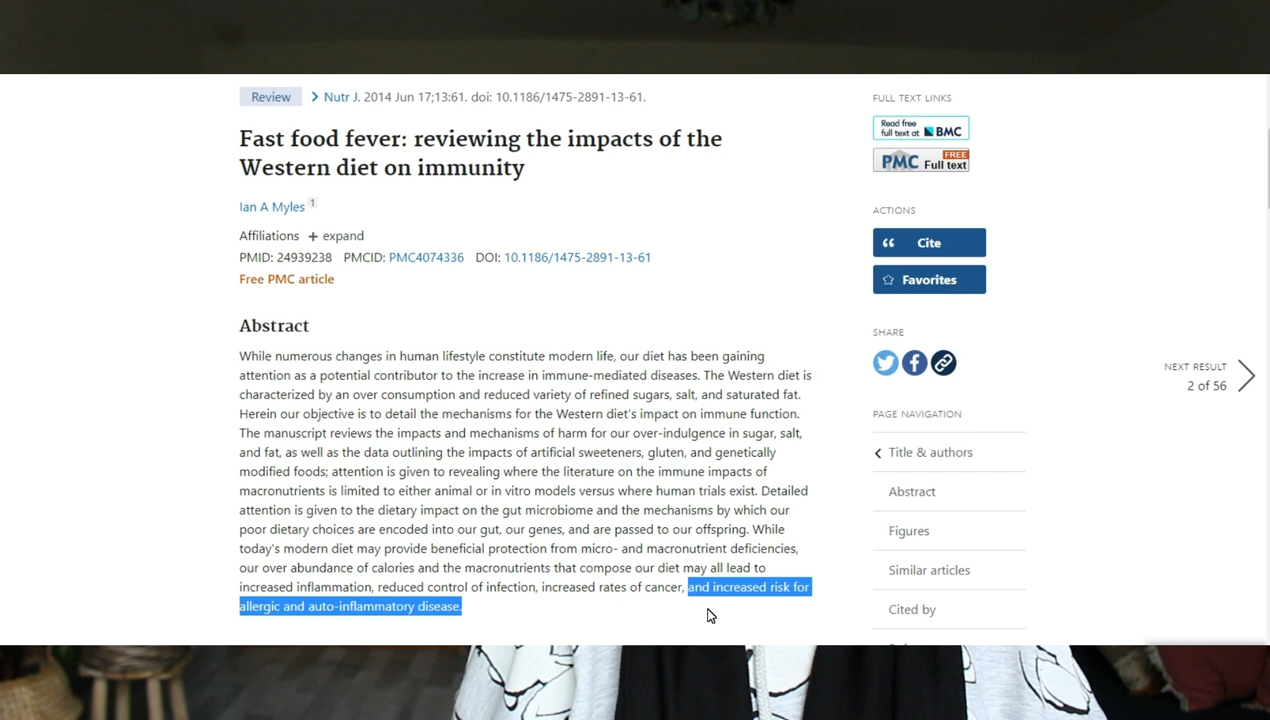 Review
Nutr J. 2014 Jun 17;13:61. doi: 10.1186/1475-2891-13-61.
Fast food fever: reviewing the impacts of the
Western diet on immunity
Ian A Myles 1
Affiliations + expand
PMID: 24939238 PMCID: PMC4074336 DOI: 10.1186/1475-2891-13-61
Free PMC article
Abstract
While numerous changes in human lifestyle constitute modern life, our diet has been gaining
attention as a potential contributor to the increase in immune-mediated diseases. The Western diet is
characterized by an over consumption and reduced variety of refined sugars, salt, and saturated fat.
Herein our objective is to detail the mechanisms for the Western diet's impact on immune function.
The manuscript reviews the impacts and mechanisms of harm for our over-indulgence in sugar, salt,
and fat, as well as the data outlining the impacts of artificial sweeteners, gluten, and genetically
modified foods; attention is given to revealing where the literature on the immune impacts of
macronutrients is limited to either animal or in vitro models versus where human trials exist. Detailed
attention is given to the dietary impact on the gut microbiome and the mechanisms by which our
poor dietary choices are encoded into our gut, our genes, and are passed to our offspring. While
today's modern diet may provide beneficial protection from micro- and macronutrient deficiencies,
our over abundance of calories and the macronutrients that compose our diet may all lead to
increased inflammation, reduced control of infection, increased rates of cancer, and increased risk for
allergic and auto-inflammatory disease.
FULL TEXT LINKS
Read free
full text at BMC
PMC FREE
Full text
ACTIONS
Cite
Favorites
SHARE
NEXT RESULT
2 of 56
PAGE NAVIGATION
Title & authors
Abstract
Figures
Similar articles
Cited by